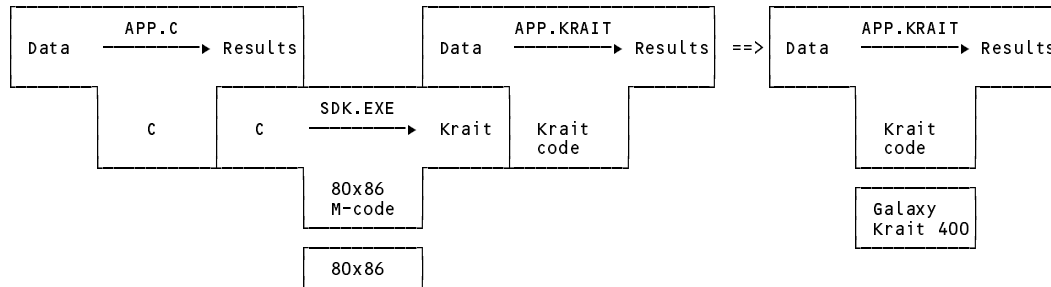 APP.C
APP.KRAIT
APP.KRAIT
Data Results Data Results ==> Data Results
SDK.EXE
C C Krait Krait code Krait code
80x86
M-code
Galaxy
Krait 400
80x86